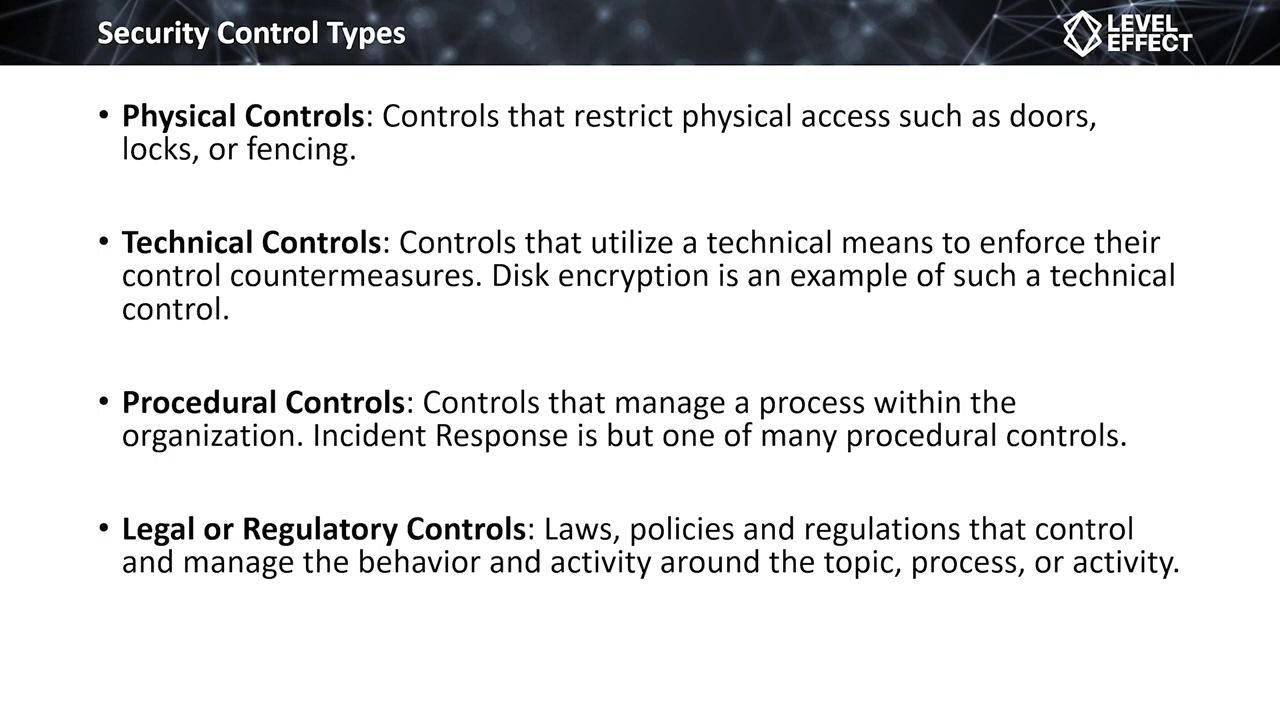 Security Control Types
LEVEL
EFFECT
• Physical Controls: Controls that restrict physical access such as doors,
locks, or fencing.
• Technical Controls: Controls that utilize a technical means to enforce their
control countermeasures. Disk encryption is an example of such a technical
control.
• Procedural Controls: Controls that manage a process within the
organization. Incident Response is but one of many procedural controls.
• Legal or Regulatory Controls: Laws, policies and regulations that control
and manage the behavior and activity around the topic, process, or activity.